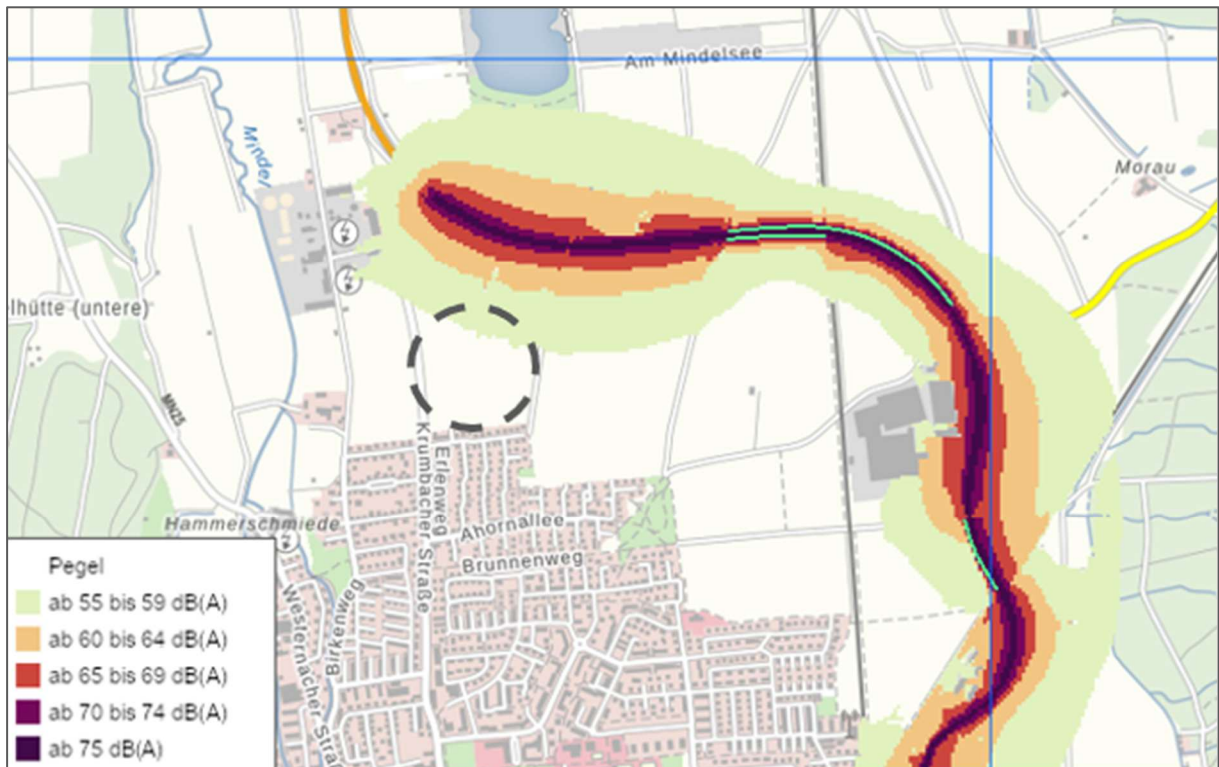 Am Mindelsee
Mindel
Morau
lhütte (untere)
MN25
Krumbacher Straße
Erlenweg
Hammerschmiede
Ahornallee
Brunnenweg
Birkenweg
Westernacher Straß
Pegel
ab 55 bis 59 dB(A)
ab 60 bis 64 dB(A)
ab 65 bis 69 dB(A)
ab 70 bis 74 dB(A)
ab 75 dB(A)